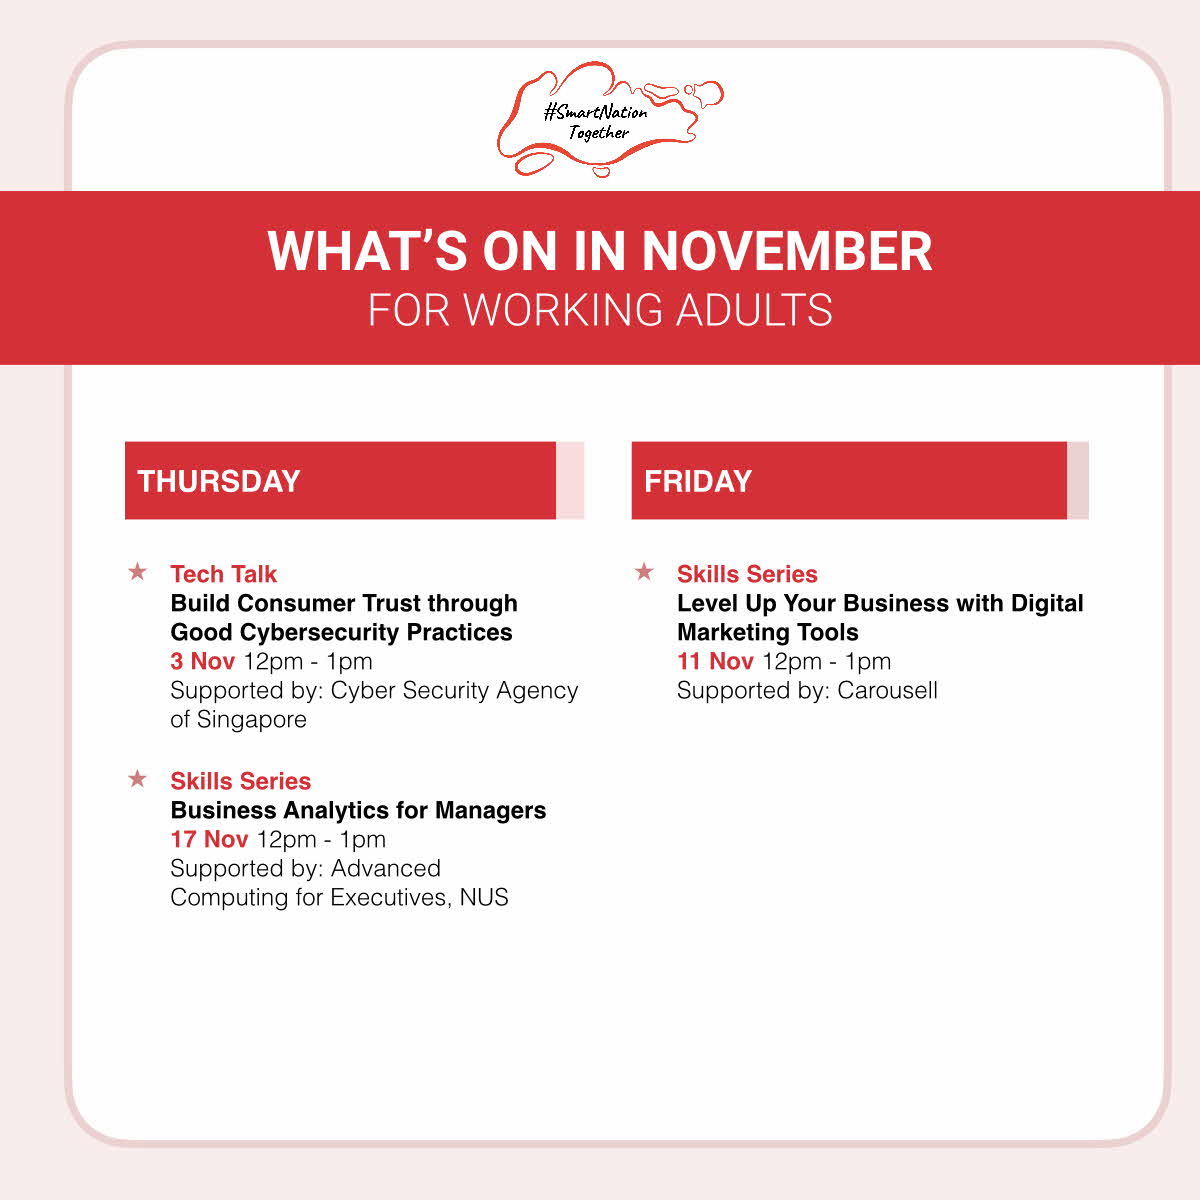 #SmartNation
Together
WHAT’S ON IN NOVEMBER
FOR WORKING ADULTS
THURSDAY
Tech Talk
Build Consumer Trust through
Good Cybersecurity Practices
3 Nov 12pm - 1pm
Supported by: Cyber Security Agency
of Singapore
Skills Series
Business Analytics for Managers
17 Nov 12pm - 1pm
Supported by: Advanced
Computing for Executives, NUS
FRIDAY
Skills Series
Level Up Your Business with Digital
Marketing Tools
11 Nov 12pm - 1pm
Supported by: Carousell